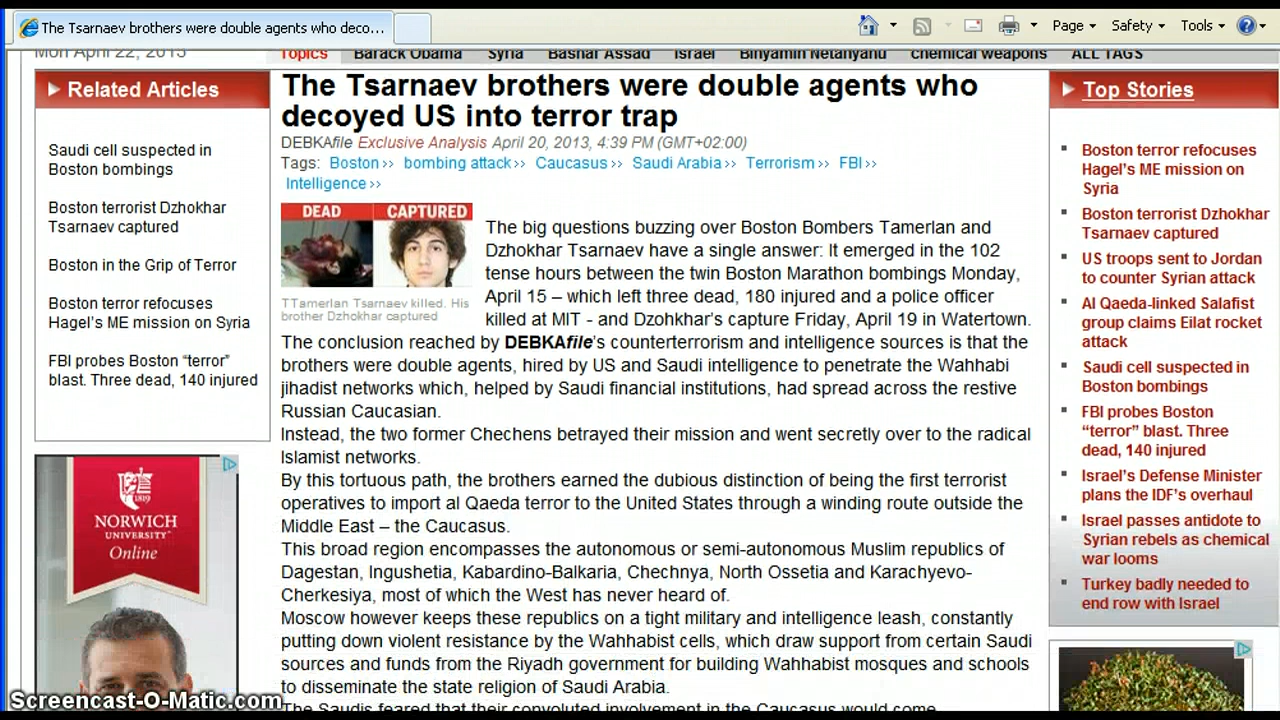 The Tsarnaev brothers were double agents who deco...
Page
Safety
Tools
Mon April 22, 2013
Topics Barack Obama Syria Bashar Assad Israel Binyamin Netanyahu chemical weapons ALL TAGS
Related Articles
Saudi cell suspected in
Boston bombings
Boston terrorist Dzhokhar
Tsarnaev captured
Boston in the Grip of Terror
Boston terror refocuses
Hagel's ME mission on Syria
FBI probes Boston “terror”
blast. Three dead, 140 injured
NORWICH
UNIVERSITY
Online
1819
The Tsarnaev brothers were double agents who
decoyed US into terror trap
DEBKAfile Exclusive Analysis April 20, 2013, 4:39 PM (GMT+02:00)
Tags: Boston >> bombing attack >> Caucasus >> Saudi Arabia >> Terrorism >> FBI >>
Intelligence >>
DEAD CAPTURED
TTamerlan Tsarnaev killed. His
brother Dzhokhar captured
The big questions buzzing over Boston Bombers Tamerlan and
Dzhokhar Tsarnaev have a single answer: It emerged in the 102
tense hours between the twin Boston Marathon bombings Monday,
April 15 – which left three dead, 180 injured and a police officer
killed at MIT - and Dzohkhar's capture Friday, April 19 in Watertown.
The conclusion reached by DEBKAfile's counterterrorism and intelligence sources is that the
brothers were double agents, hired by US and Saudi intelligence to penetrate the Wahhabi
jihadist networks which, helped by Saudi financial institutions, had spread across the restive
Russian Caucasian.
Instead, the two former Chechens betrayed their mission and went secretly over to the radical
Islamist networks.
By this tortuous path, the brothers earned the dubious distinction of being the first terrorist
operatives to import al Qaeda terror to the United States through a winding route outside the
Middle East – the Caucasus.
This broad region encompasses the autonomous or semi-autonomous Muslim republics of
Dagestan, Ingushetia, Kabardino-Balkaria, Chechnya, North Ossetia and Karachyevo-
Cherkesiya, most of which the West has never heard of.
Moscow however keeps these republics on a tight military and intelligence leash, constantly
putting down violent resistance by the Wahhabist cells, which draw support from certain Saudi
sources and funds from the Riyadh government for building Wahhabist mosques and schools
to disseminate the state religion of Saudi Arabia.
The Saudis feared that their convoluted involvement in the Caucasus would come
Top Stories
Boston terror refocuses
Hagel's ME mission on
Syria
Boston terrorist Dzhokhar
Tsarnaev captured
US troops sent to Jordan
to counter Syrian attack
Al Qaeda-linked Salafist
group claims Eilat rocket
attack
Saudi cell suspected in
Boston bombings
FBI probes Boston
“terror” blast. Three
dead, 140 injured
Israel's Defense Minister
plans the IDF's overhaul
Israel passes antidote to
Syrian rebels as chemical
war looms
Turkey badly needed to
end row with Israel
Screencast-O-Matic.com